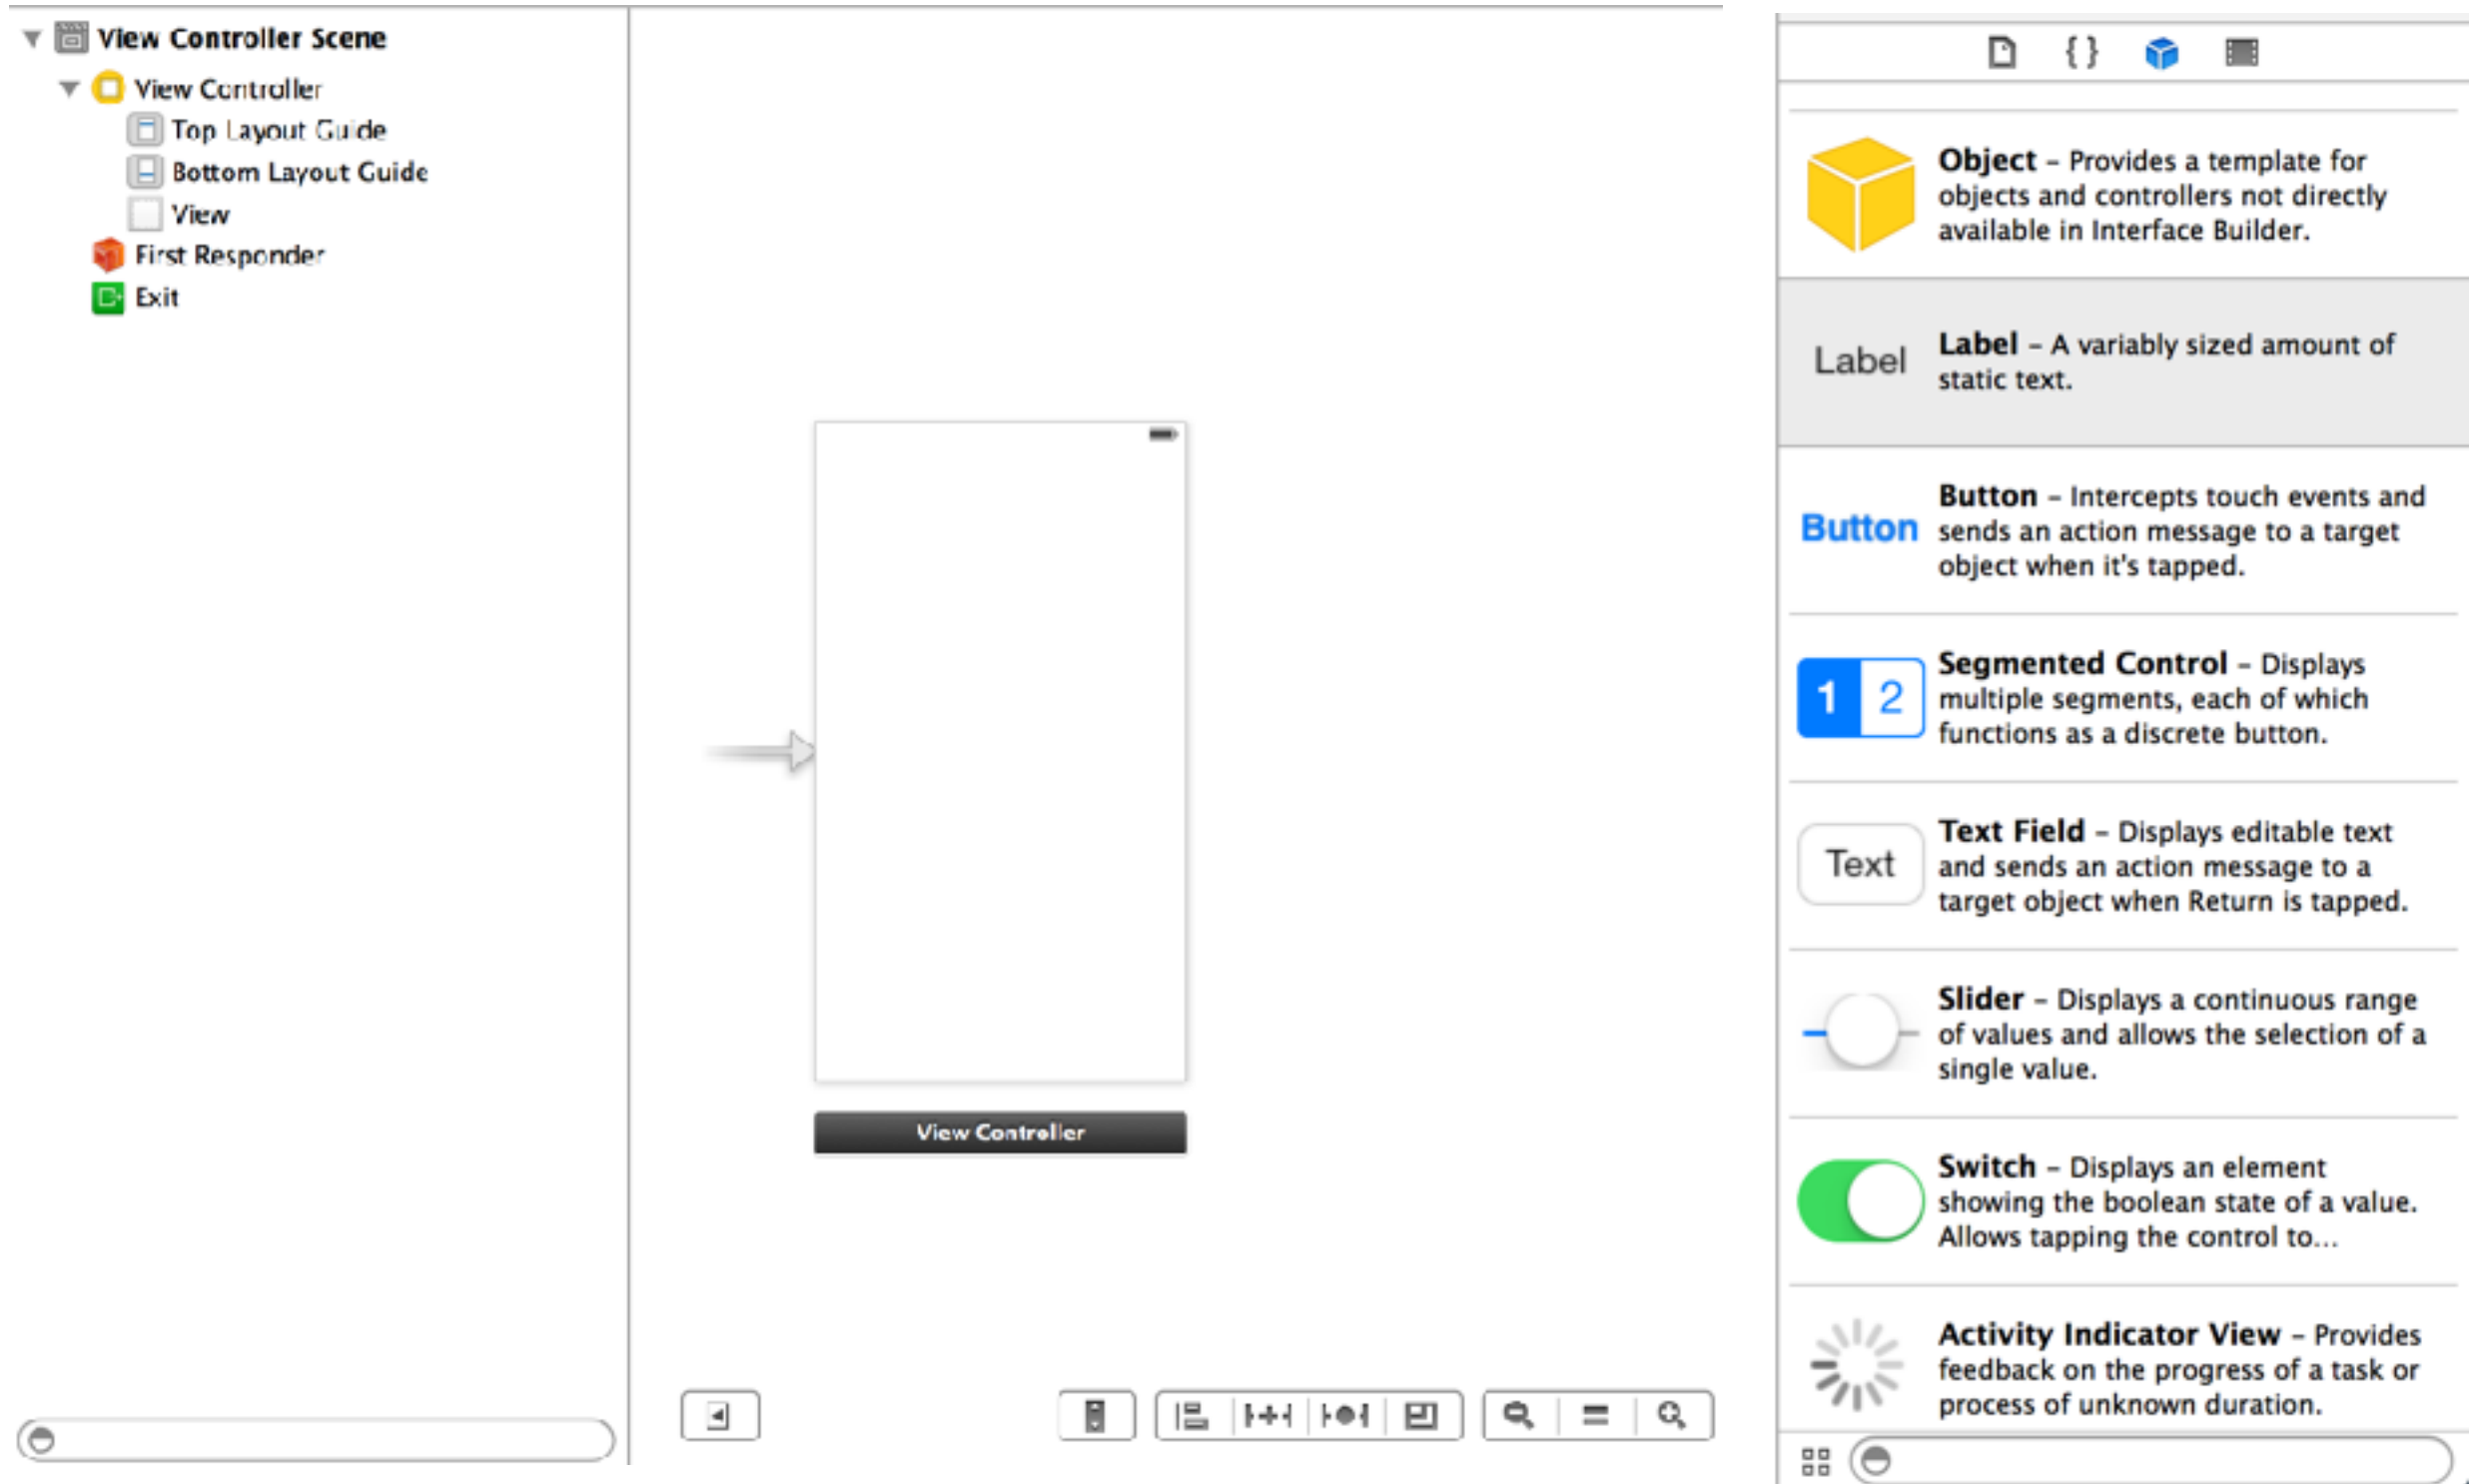 View Controller Scene
View Controller
Top Layout Guide
Bottom Layout Guide
View
First Responder
Exit
View Controller
{ }
Object – Provides a template for
objects and controllers not directly
available in Interface Builder.
Label
Label – A variably sized amount of
static text.
Button
Button – Intercepts touch events and
sends an action message to a target
object when it's tapped.
1 2
Segmented Control – Displays
multiple segments, each of which
functions as a discrete button.
Text
Text Field – Displays editable text
and sends an action message to a
target object when Return is tapped.
Slider – Displays a continuous range
of values and allows the selection of a
single value.
Switch – Displays an element
showing the boolean state of a value.
Allows tapping the control to...
Activity Indicator View – Provides
feedback on the progress of a task or
process of unknown duration.